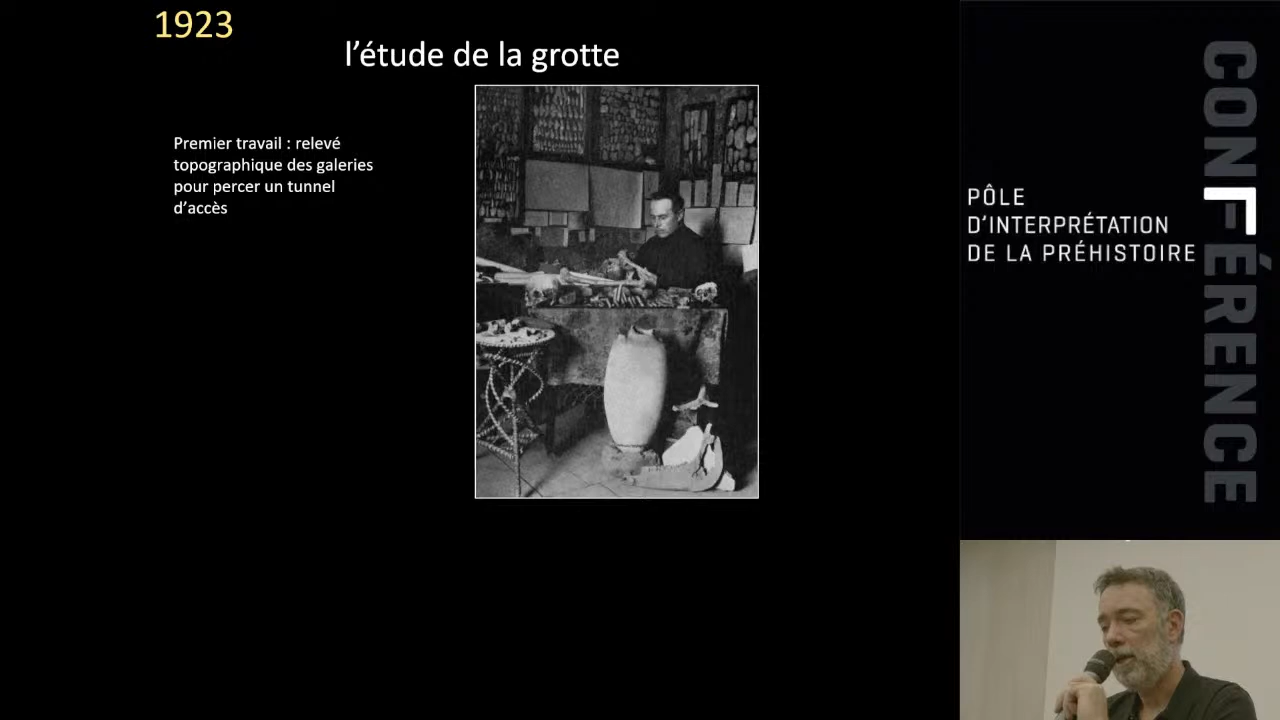 1923
l’étude de la grotte
Premier travail : relevé
topographique des galeries
pour percer un tunnel
d’accès
PÔLE
D’INTERPRÉTATION
DE LA PRÉHISTOIRE
CONFÉRENCE